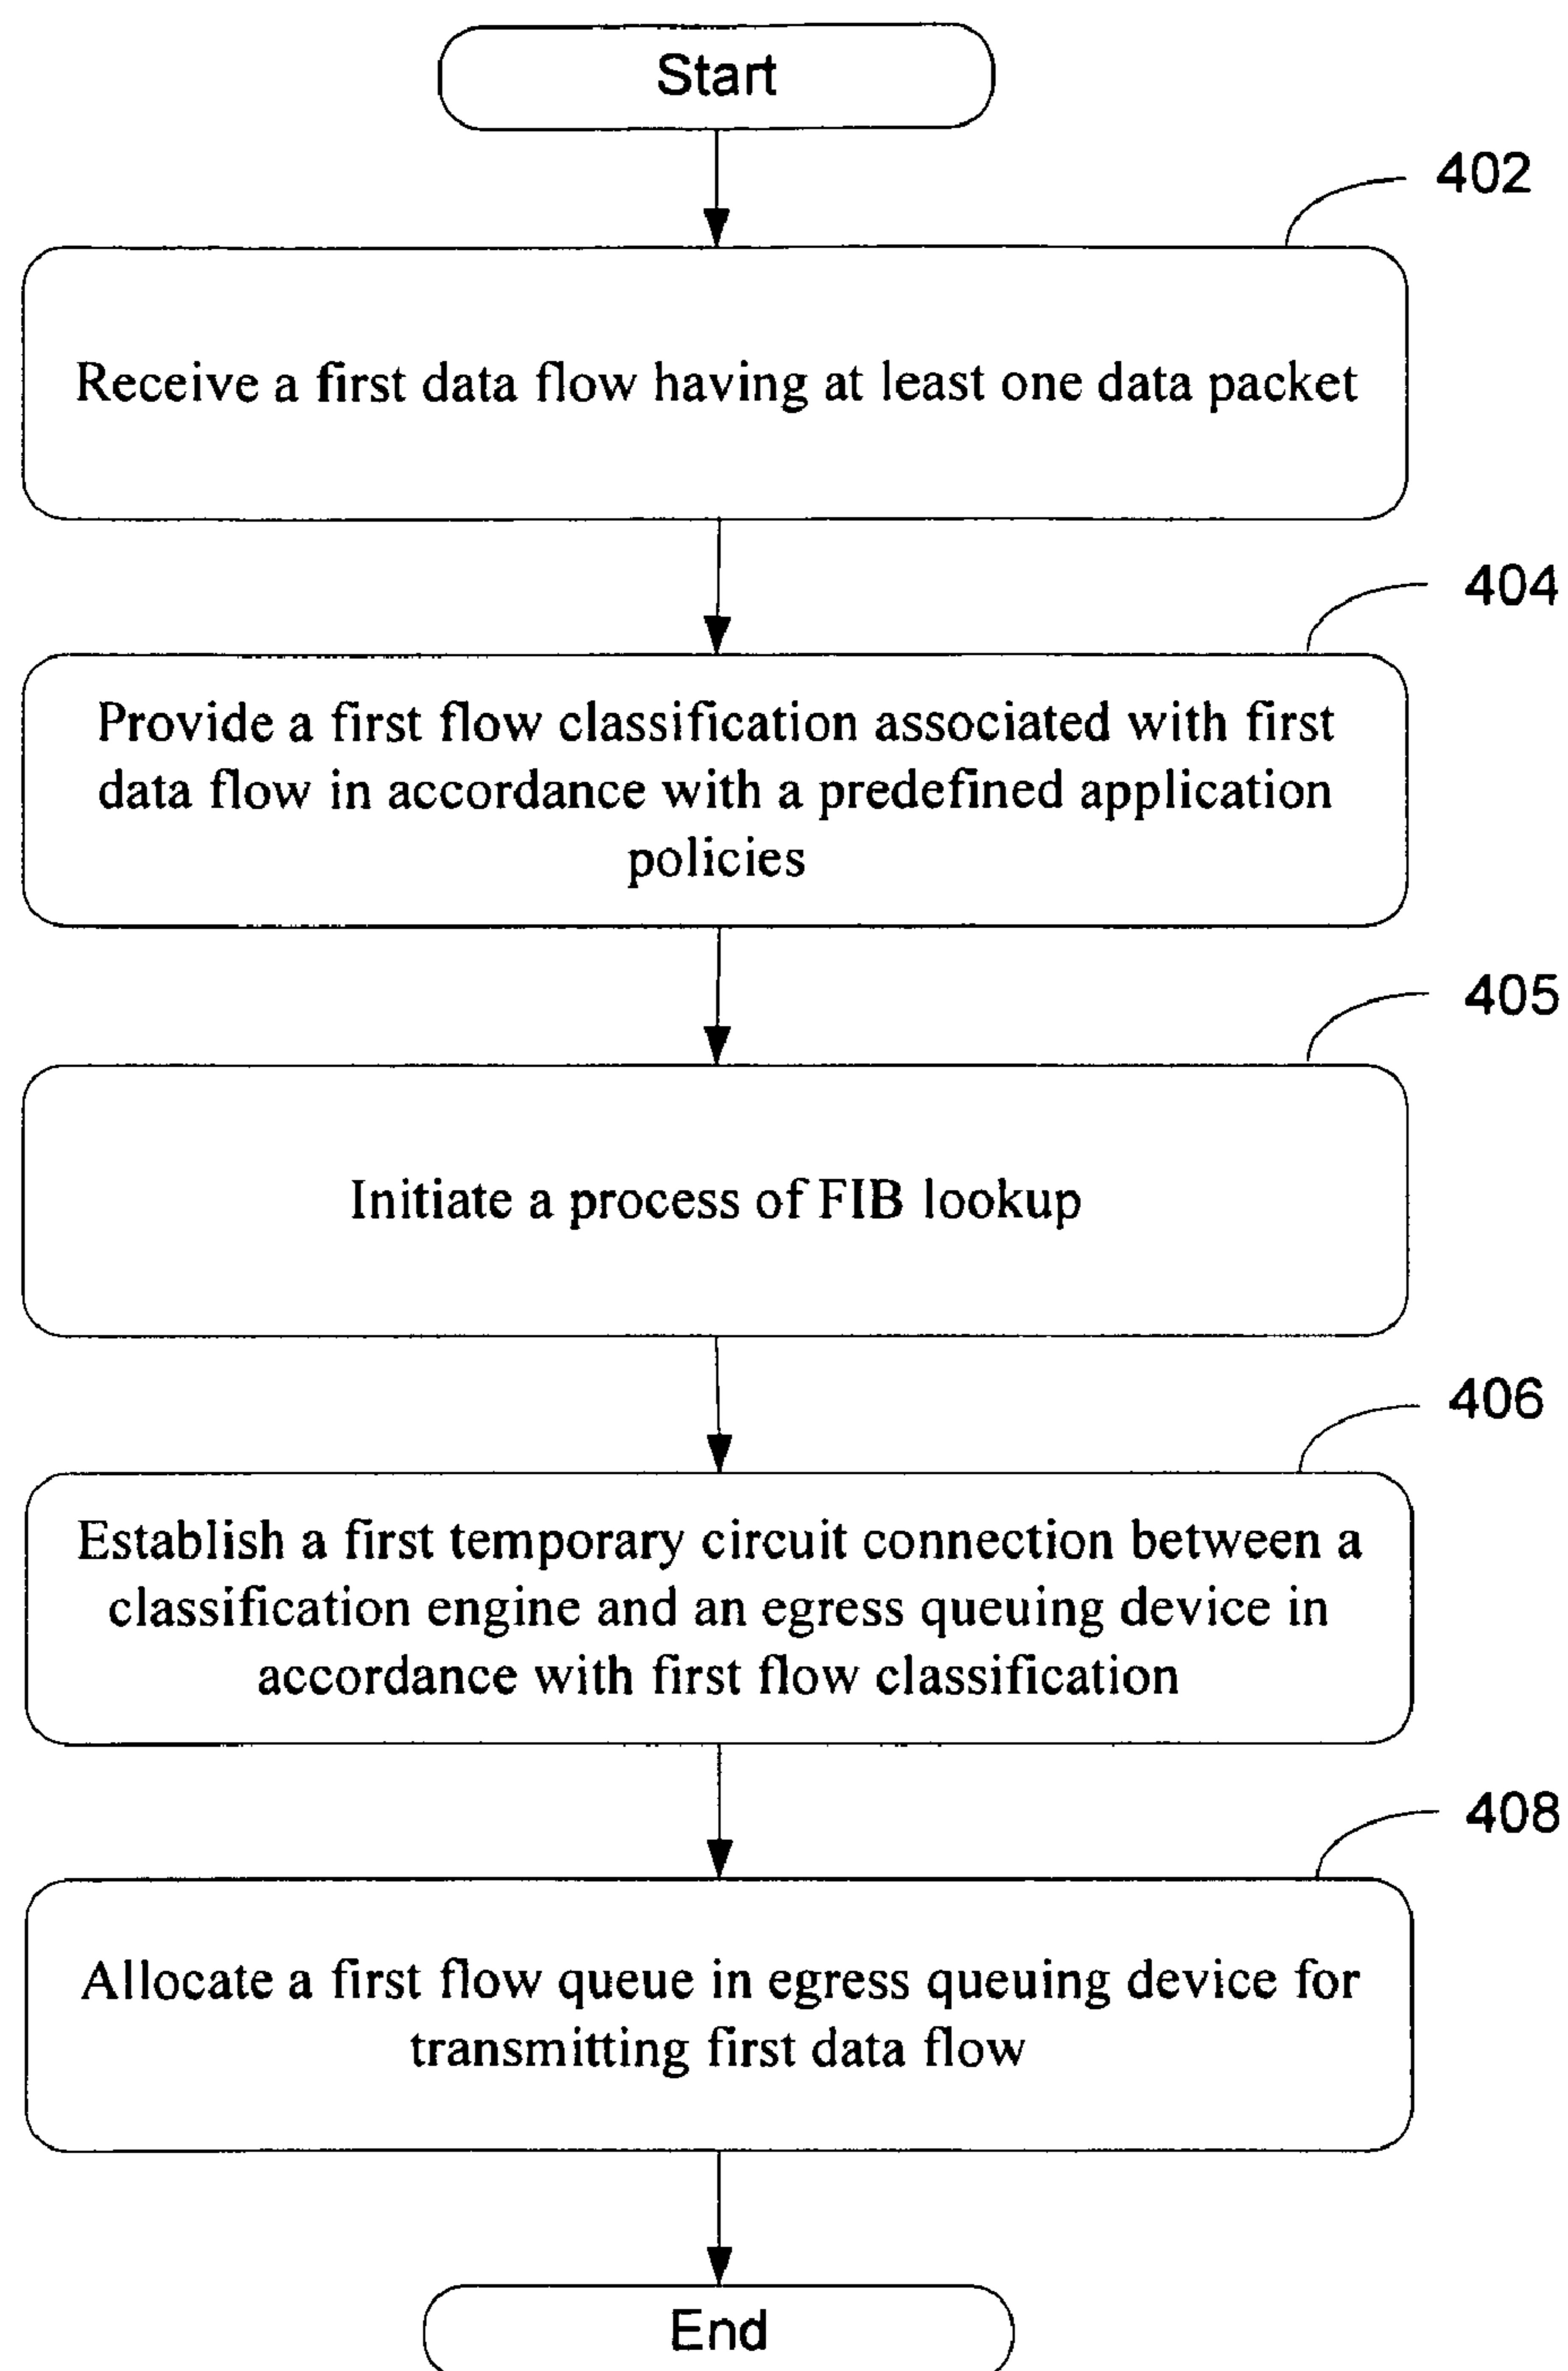 Start
402
Receive a first data flow having at least one data packet
404
Provide a first flow classification associated with first
data flow in accordance with a predefined application
policies
405
Initiate a process of FIB lookup
406
Establish a first temporary circuit connection between a
classification engine and an egress queuing device in
accordance with first flow classification
408
Allocate a first flow queue in egress queuing device for
transmitting first data flow
End